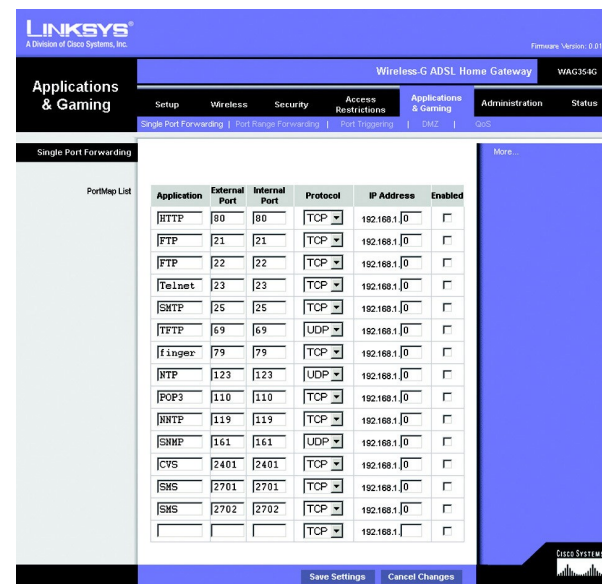 LINKSYS®
A Division of Cisco Systems, Inc.
Firmware Version: 0.01
Wireless-G ADSL Home Gateway WAG354G
Applications & Gaming
Setup Wireless Security Access Restrictions Applications & Gaming Administration Status
Single Port Forwarding | Port Range Forwarding | Port Triggering | DMZ | QoS
Single Port Forwarding
More...
PortMap List
Application External Port Internal Port Protocol IP Address Enabled
HTTP 80 80 TCP 192.168.1. 0
FTP 21 21 TCP 192.168.1. 0
FTP 22 22 TCP 192.168.1. 0
Telnet 23 23 TCP 192.168.1. 0
SMTP 25 25 TCP 192.168.1. 0
TFTP 69 69 UDP 192.168.1. 0
finger 79 79 TCP 192.168.1. 0
NTP 123 123 UDP 192.168.1. 0
POP3 110 110 TCP 192.168.1. 0
NNTP 119 119 TCP 192.168.1. 0
SNMP 161 161 UDP 192.168.1. 0
CVS 2401 2401 TCP 192.168.1. 0
SMS 2701 2701 TCP 192.168.1. 0
SMS 2702 2702 TCP 192.168.1. 0
TCP 192.168.1.
Save Settings Cancel Changes
CISCO SYSTEMS